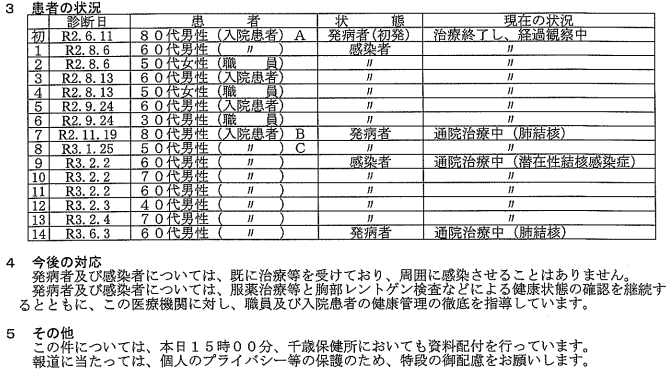 3 患者の状況
診断日 患者 状態 現在の状況
初 R2.6.11 80代男性(入院患者) A 発病者(初発) 治療終了し、経過観察中
1 R2.8.6 60代男性(〃) 感染者 〃
2 R2.8.6 50代女性(職員) 〃 〃
3 R2.8.13 60代男性(入院患者) 〃 〃
4 R2.8.13 50代女性(職員) 〃 〃
5 R2.9.24 60代男性(入院患者) 〃 〃
6 R2.9.24 30代男性(職員) 〃 〃
7 R2.11.19 80代男性(入院患者) B 発病者 通院治療中(肺結核)
8 R3.1.25 50代男性(〃) C 〃 〃
9 R3.2.2 60代男性(〃) 感染者 通院治療中(潜在性結核感染症)
10 R3.2.2 70代男性(〃) 〃 〃
11 R3.2.2 60代男性(〃) 〃 〃
12 R3.2.3 40代男性(〃) 〃 〃
13 R3.2.4 70代男性(〃) 〃 〃
14 R3.6.3 60代男性(〃) 発病者 通院治療中(肺結核)
4 今後の対応
発病者及び感染者については、既に治療等を受けており、周囲に感染させることはありません。
発病者及び感染者については、服薬治療等と胸部レントゲン検査などによる健康状態の確認を継続す
るとともに、この医療機関に対し、職員及び入院患者の健康管理の徹底を指導しています。
5 その他
この件については、本日15時00分、千歳保健所においても資料配付を行っています。
報道に当たっては、個人のプライバシー等の保護のため、特段の御配慮をお願いします。